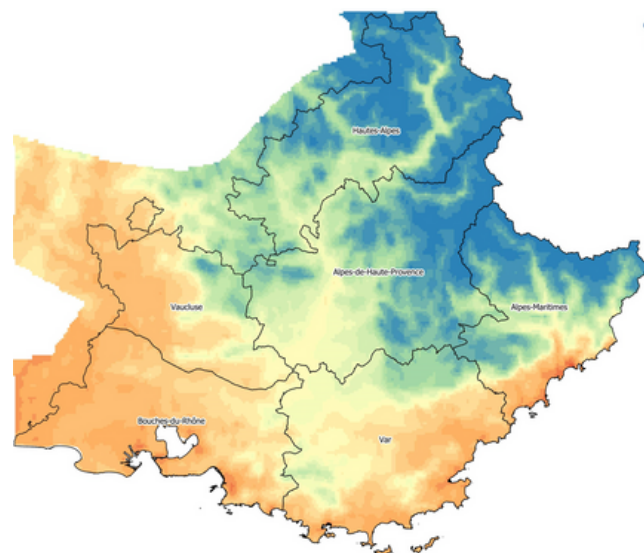 Hautes-Alpes
Alpes-de-Haute-Provence
Vaucluse
Alpes-Maritimes
Bouches-du-Rhône
Var